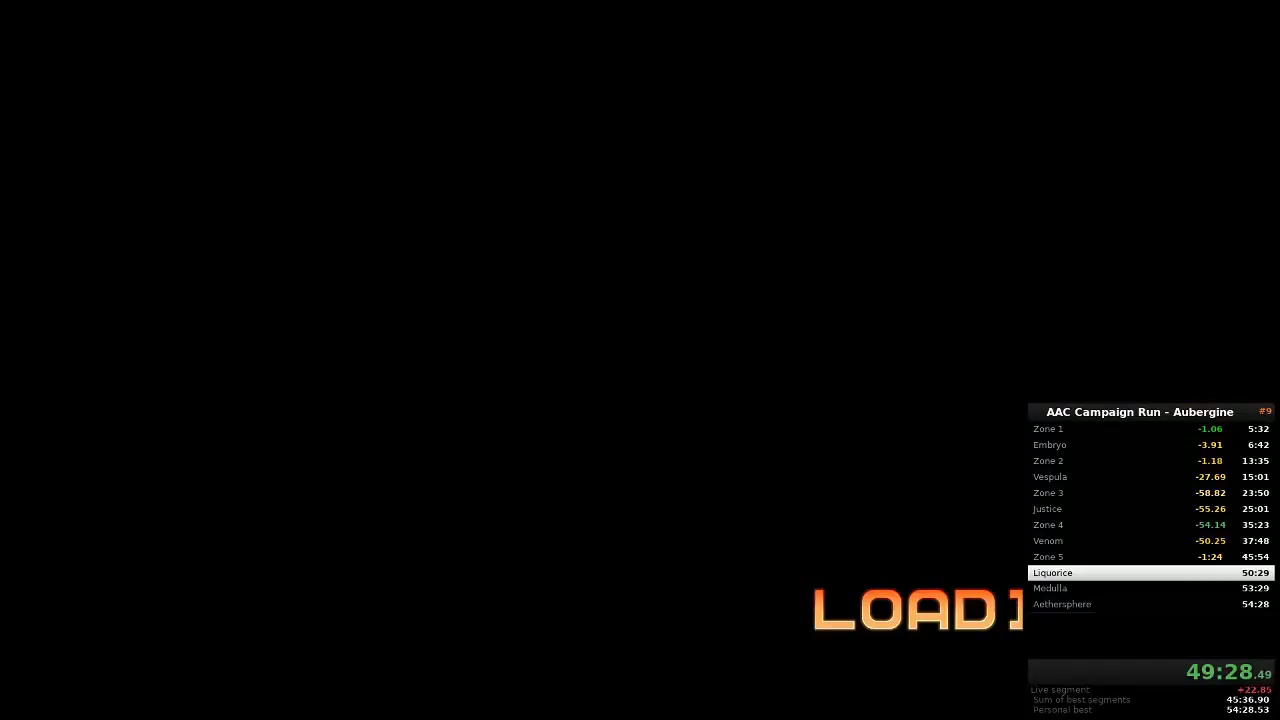 AAC Campaign Run - Aubergine #9
Zone 1 -1.06 5:32
Embryo -3.91 6:42
Zone 2 -1.18 13:35
Vespula -27.69 15:01
Zone 3 -58.82 23:50
Justice -55.26 25:01
Zone 4 -54.14 35:23
Venom -50.25 37:48
Zone 5 -1:24 45:54
Liquorice 50:29
Medulla 53:29
Aethersphere 54:28
LOADI
49:28.49
Live segment +22.85
Sum of best segments 45:36.90
Personal best 54:28.53